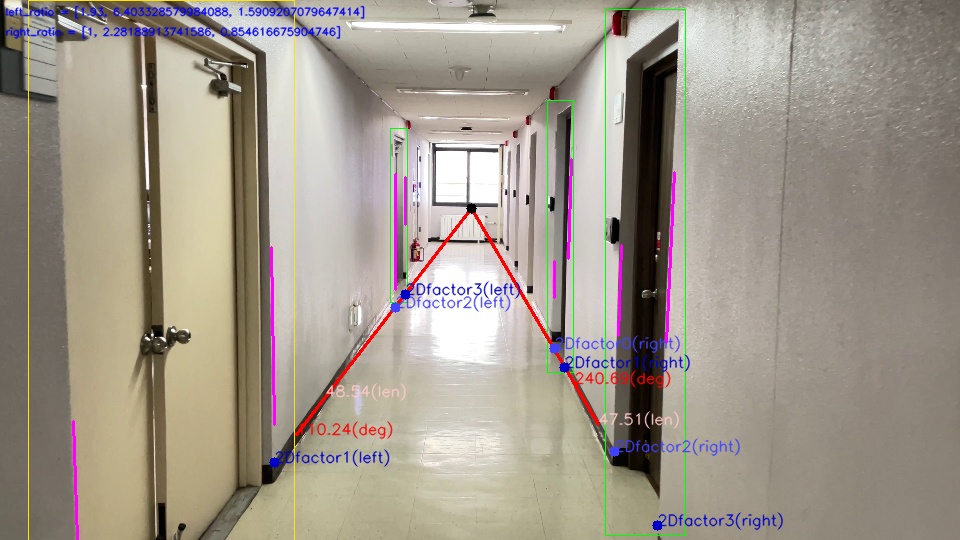 left_ratio = [1.93, 6.403328579984088, 1.5909207079647414]
right_ratio = [1, 2.28188913741586, 0.854616675904746]
2Dfactor3(left)
2Dfactor2(left)
2Dfactor0(right)
2Dfactor1(right)
240.69(deg)
48.54(len)
47.51(len)
10.24(deg)
2Dfactor2(right)
2Dfactor1(left)
2Dfactor3(right)